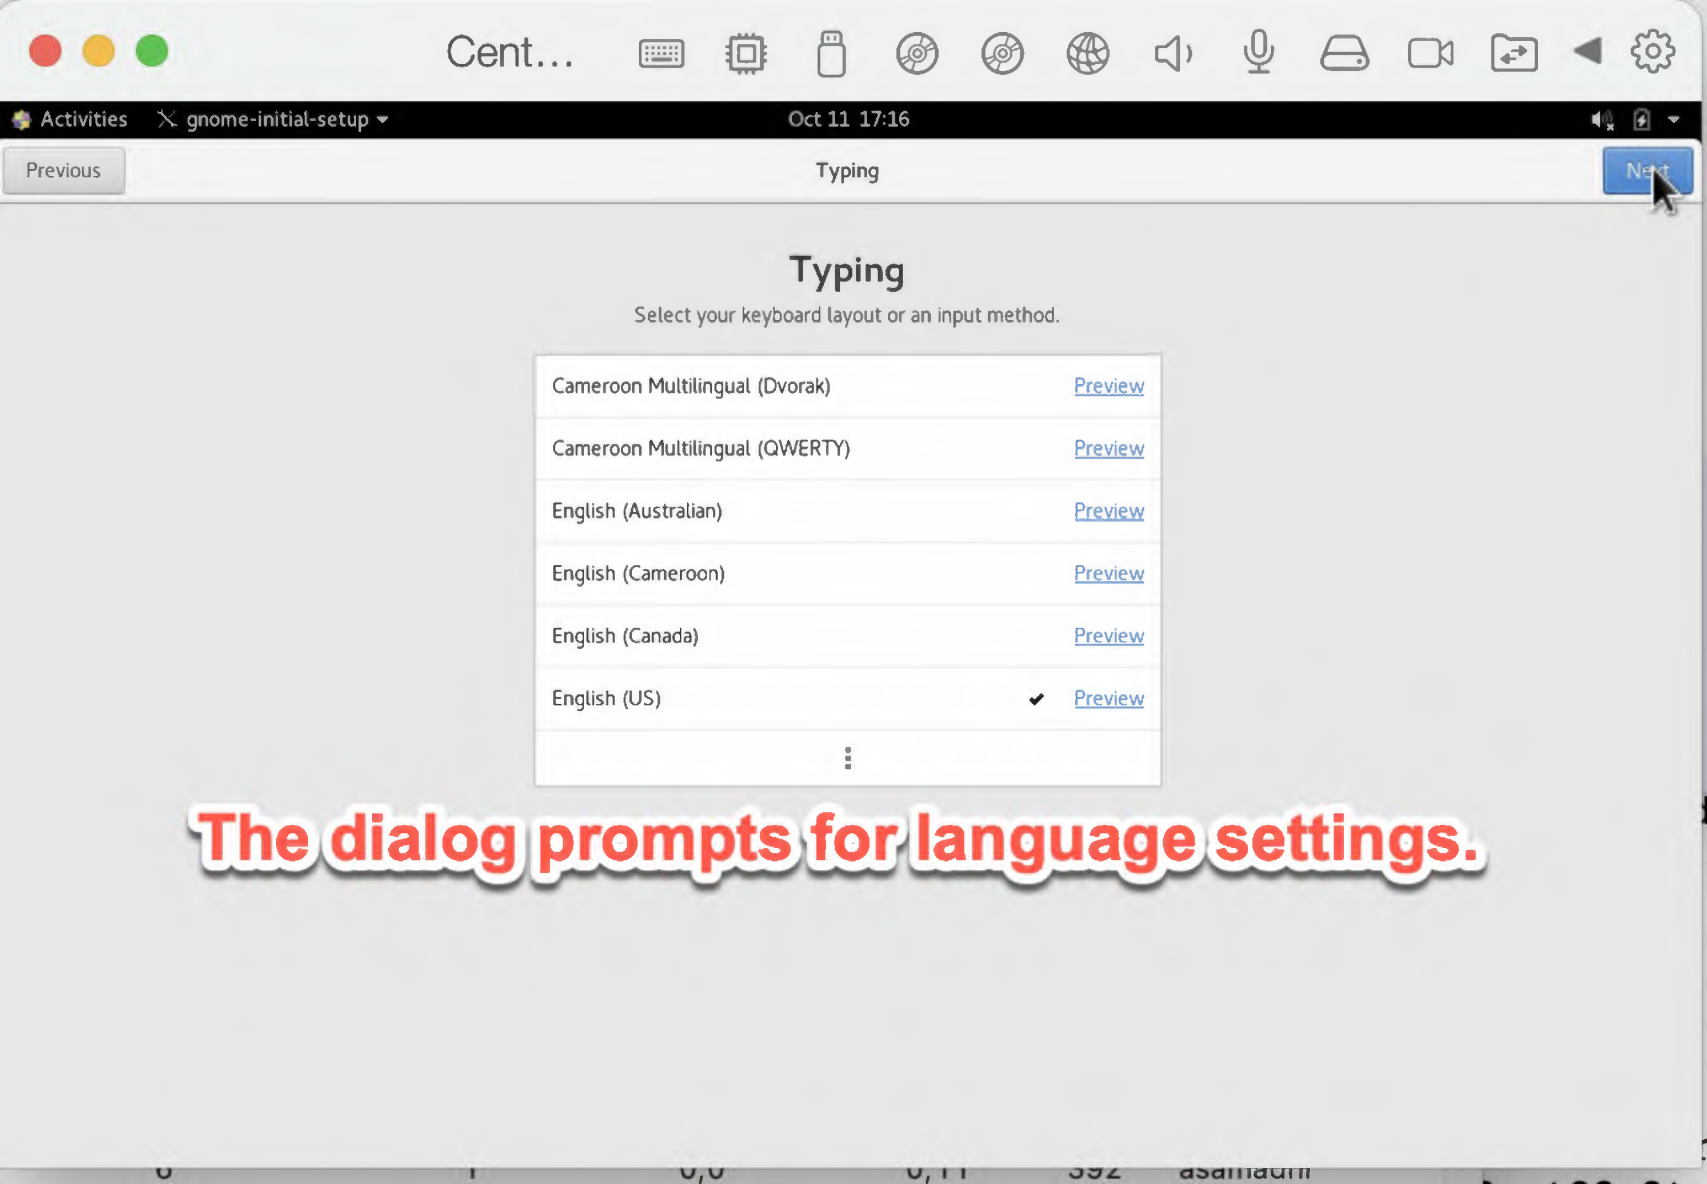 Cent...
Activities gnome-initial-setup Oct 11 17:16
Previous Typing Next
Typing
Select your keyboard layout or an input method.
Cameroon Multilingual (Dvorak) Preview
Cameroon Multilingual (QWERTY) Preview
English (Australian) Preview
English (Cameroon) Preview
English (Canada) Preview
English (US) Preview
The dialog prompts for language settings.